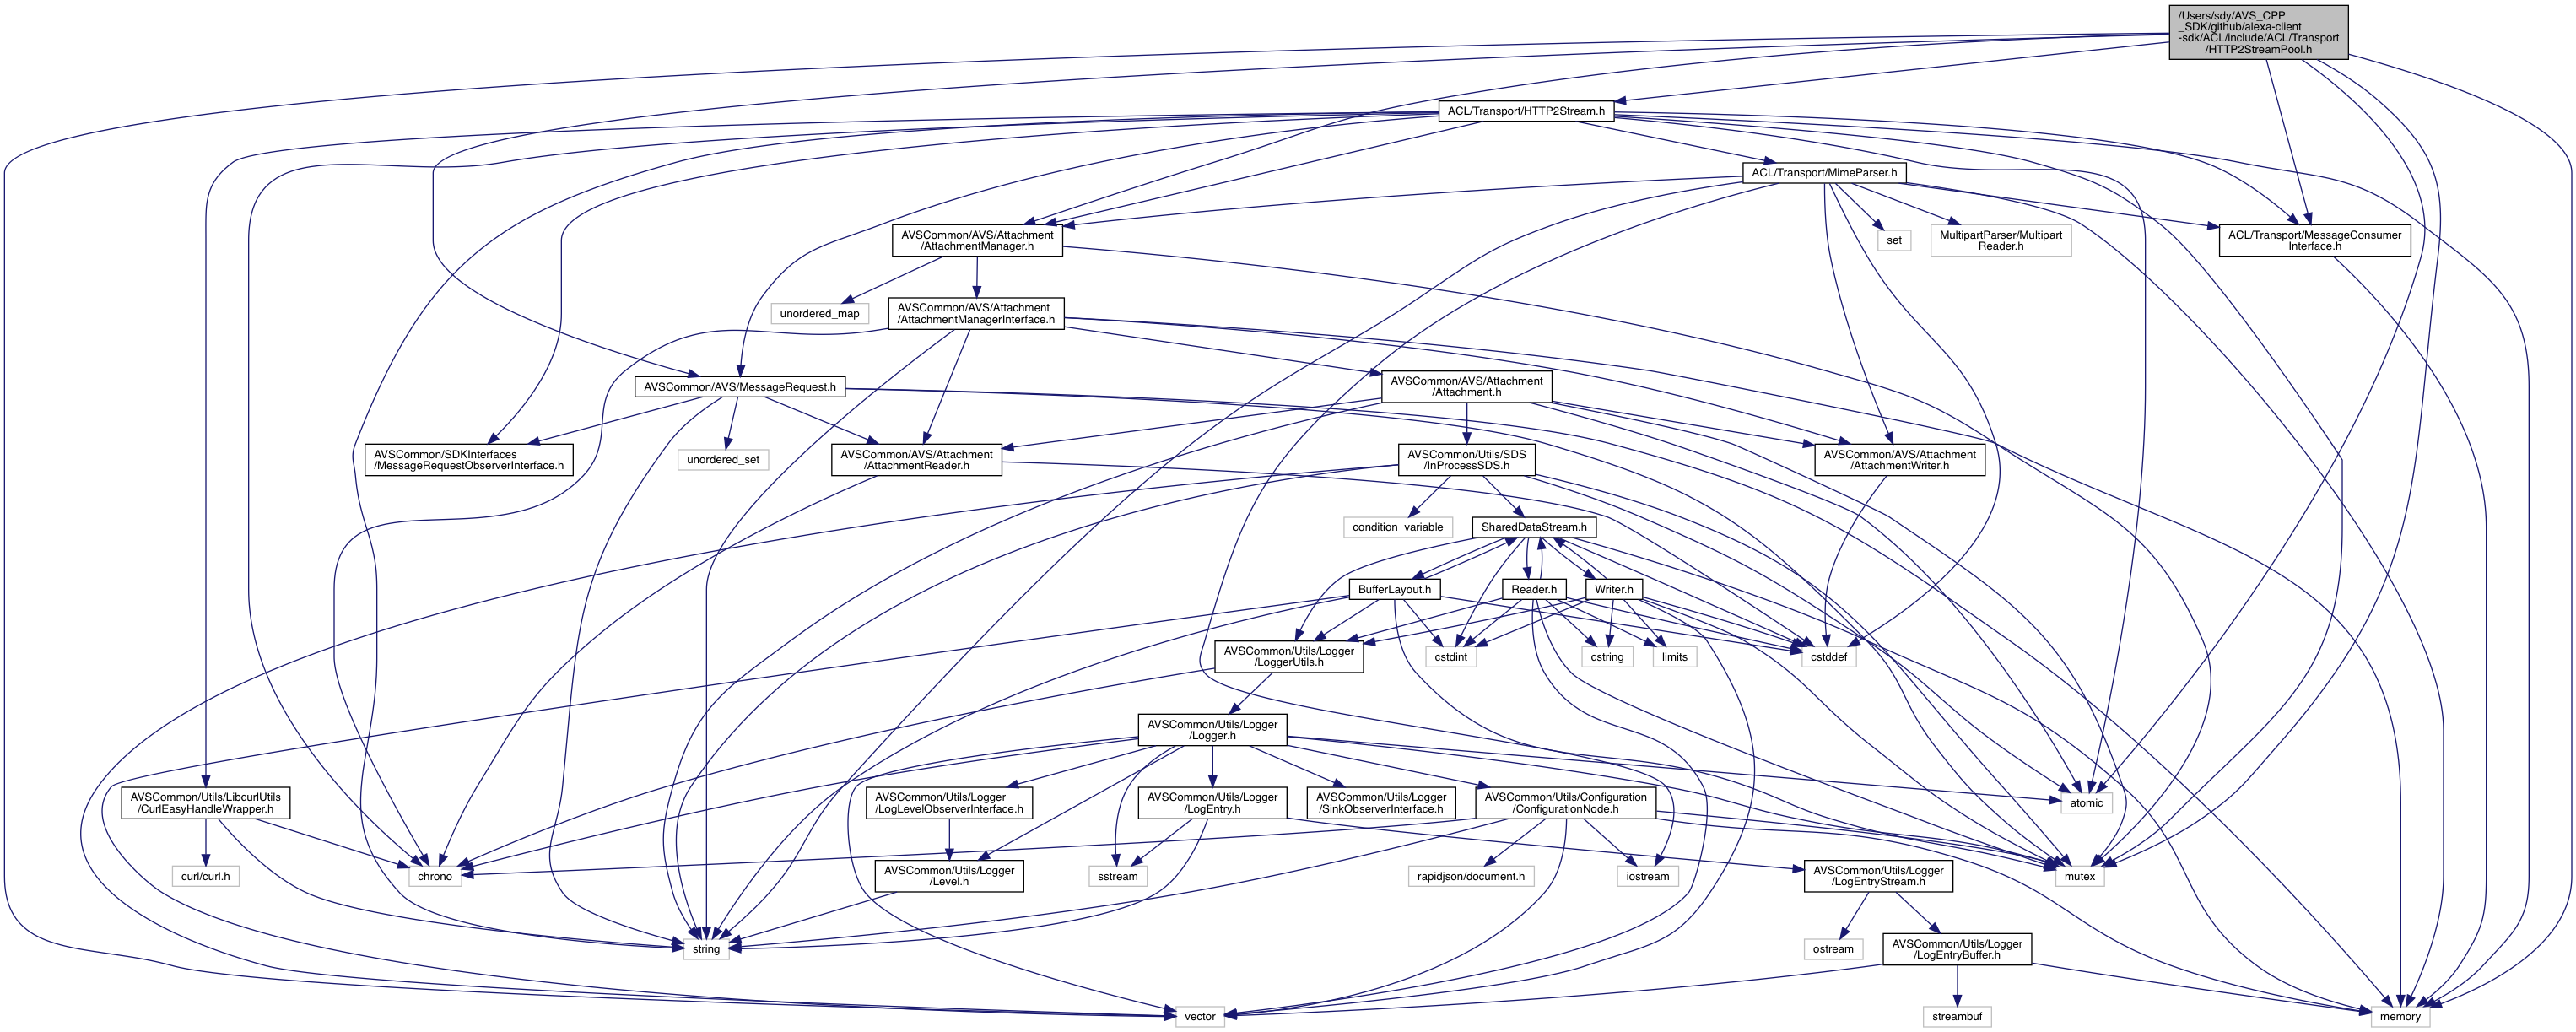 /Users/sdy/AVS_CPP
_SDK/github/alexa-client
-sdk/ACL/include/ACL/Transport
/HTTP2StreamPool.h
ACL/Transport/HTTP2Stream.h
ACL/Transport/MimeParser.h
AVSCommon/AVS/Attachment
/AttachmentManager.h
set
MultipartParser/Multipart
Reader.h
ACL/Transport/MessageConsumer
Interface.h
unordered_map
AVSCommon/AVS/Attachment
/AttachmentManagerInterface.h
AVSCommon/AVS/MessageRequest.h
AVSCommon/AVS/Attachment
/Attachment.h
AVSCommon/SDKInterfaces
/MessageRequestObserverInterface.h
unordered_set
AVSCommon/AVS/Attachment
/AttachmentReader.h
AVSCommon/Utils/SDS
/InProcessSDS.h
AVSCommon/AVS/Attachment
/AttachmentWriter.h
condition_variable
SharedDataStream.h
BufferLayout.h
Reader.h
Writer.h
AVSCommon/Utils/Logger
/LoggerUtils.h
cstdint
cstring
limits
cstddef
AVSCommon/Utils/Logger
/Logger.h
AVSCommon/Utils/LibcurlUtils
/CurlEasyHandleWrapper.h
AVSCommon/Utils/Logger
/LogLevelObserverInterface.h
AVSCommon/Utils/Logger
/LogEntry.h
AVSCommon/Utils/Logger
/SinkObserverInterface.h
AVSCommon/Utils/Configuration
/ConfigurationNode.h
atomic
curl/curl.h
chrono
AVSCommon/Utils/Logger
/Level.h
sstream
rapidjson/document.h
iostream
AVSCommon/Utils/Logger
/LogEntryStream.h
mutex
string
ostream
AVSCommon/Utils/Logger
/LogEntryBuffer.h
vector
streambuf
memory